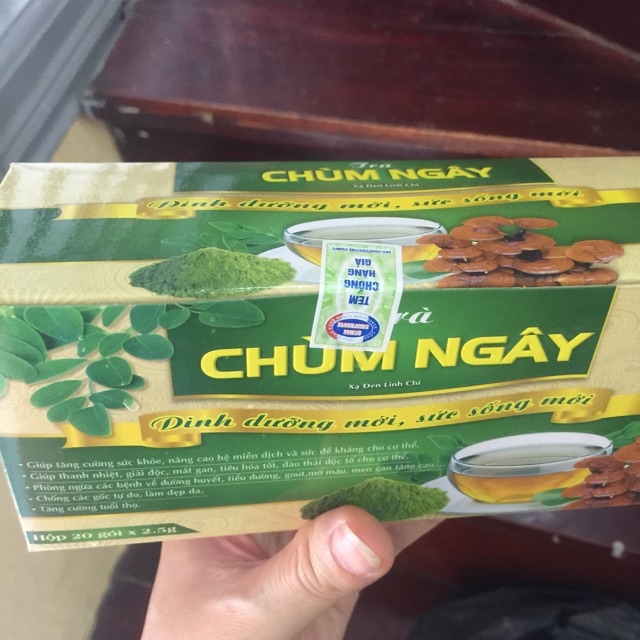 Trà
CHÙM NGÂY
Xạ Đen Linh Chi
Dinh dưỡng mới, sức sống mới
TEM
CHỐNG
HÀNG
GIẢ
Trà
CHÙM NGÂY
Xạ Đen Linh Chi
Dinh dưỡng mới, sức sống mới
• Giúp tăng cường sức khỏe, nâng cao hệ miễn dịch và sức đề kháng cho cơ thể.
• Giúp thanh nhiệt, giải độc, mát gan, tiêu hóa tốt, đào thải độc tố cho cơ thể.
• Phòng ngừa các bệnh về đường huyết, tiểu đường, gout,mỡ máu, men gan tăng cao,...
• Chống các gốc tự do, làm đẹp da.
• Tăng cường tuổi thọ.
Hộp 20 gói x 2.5g